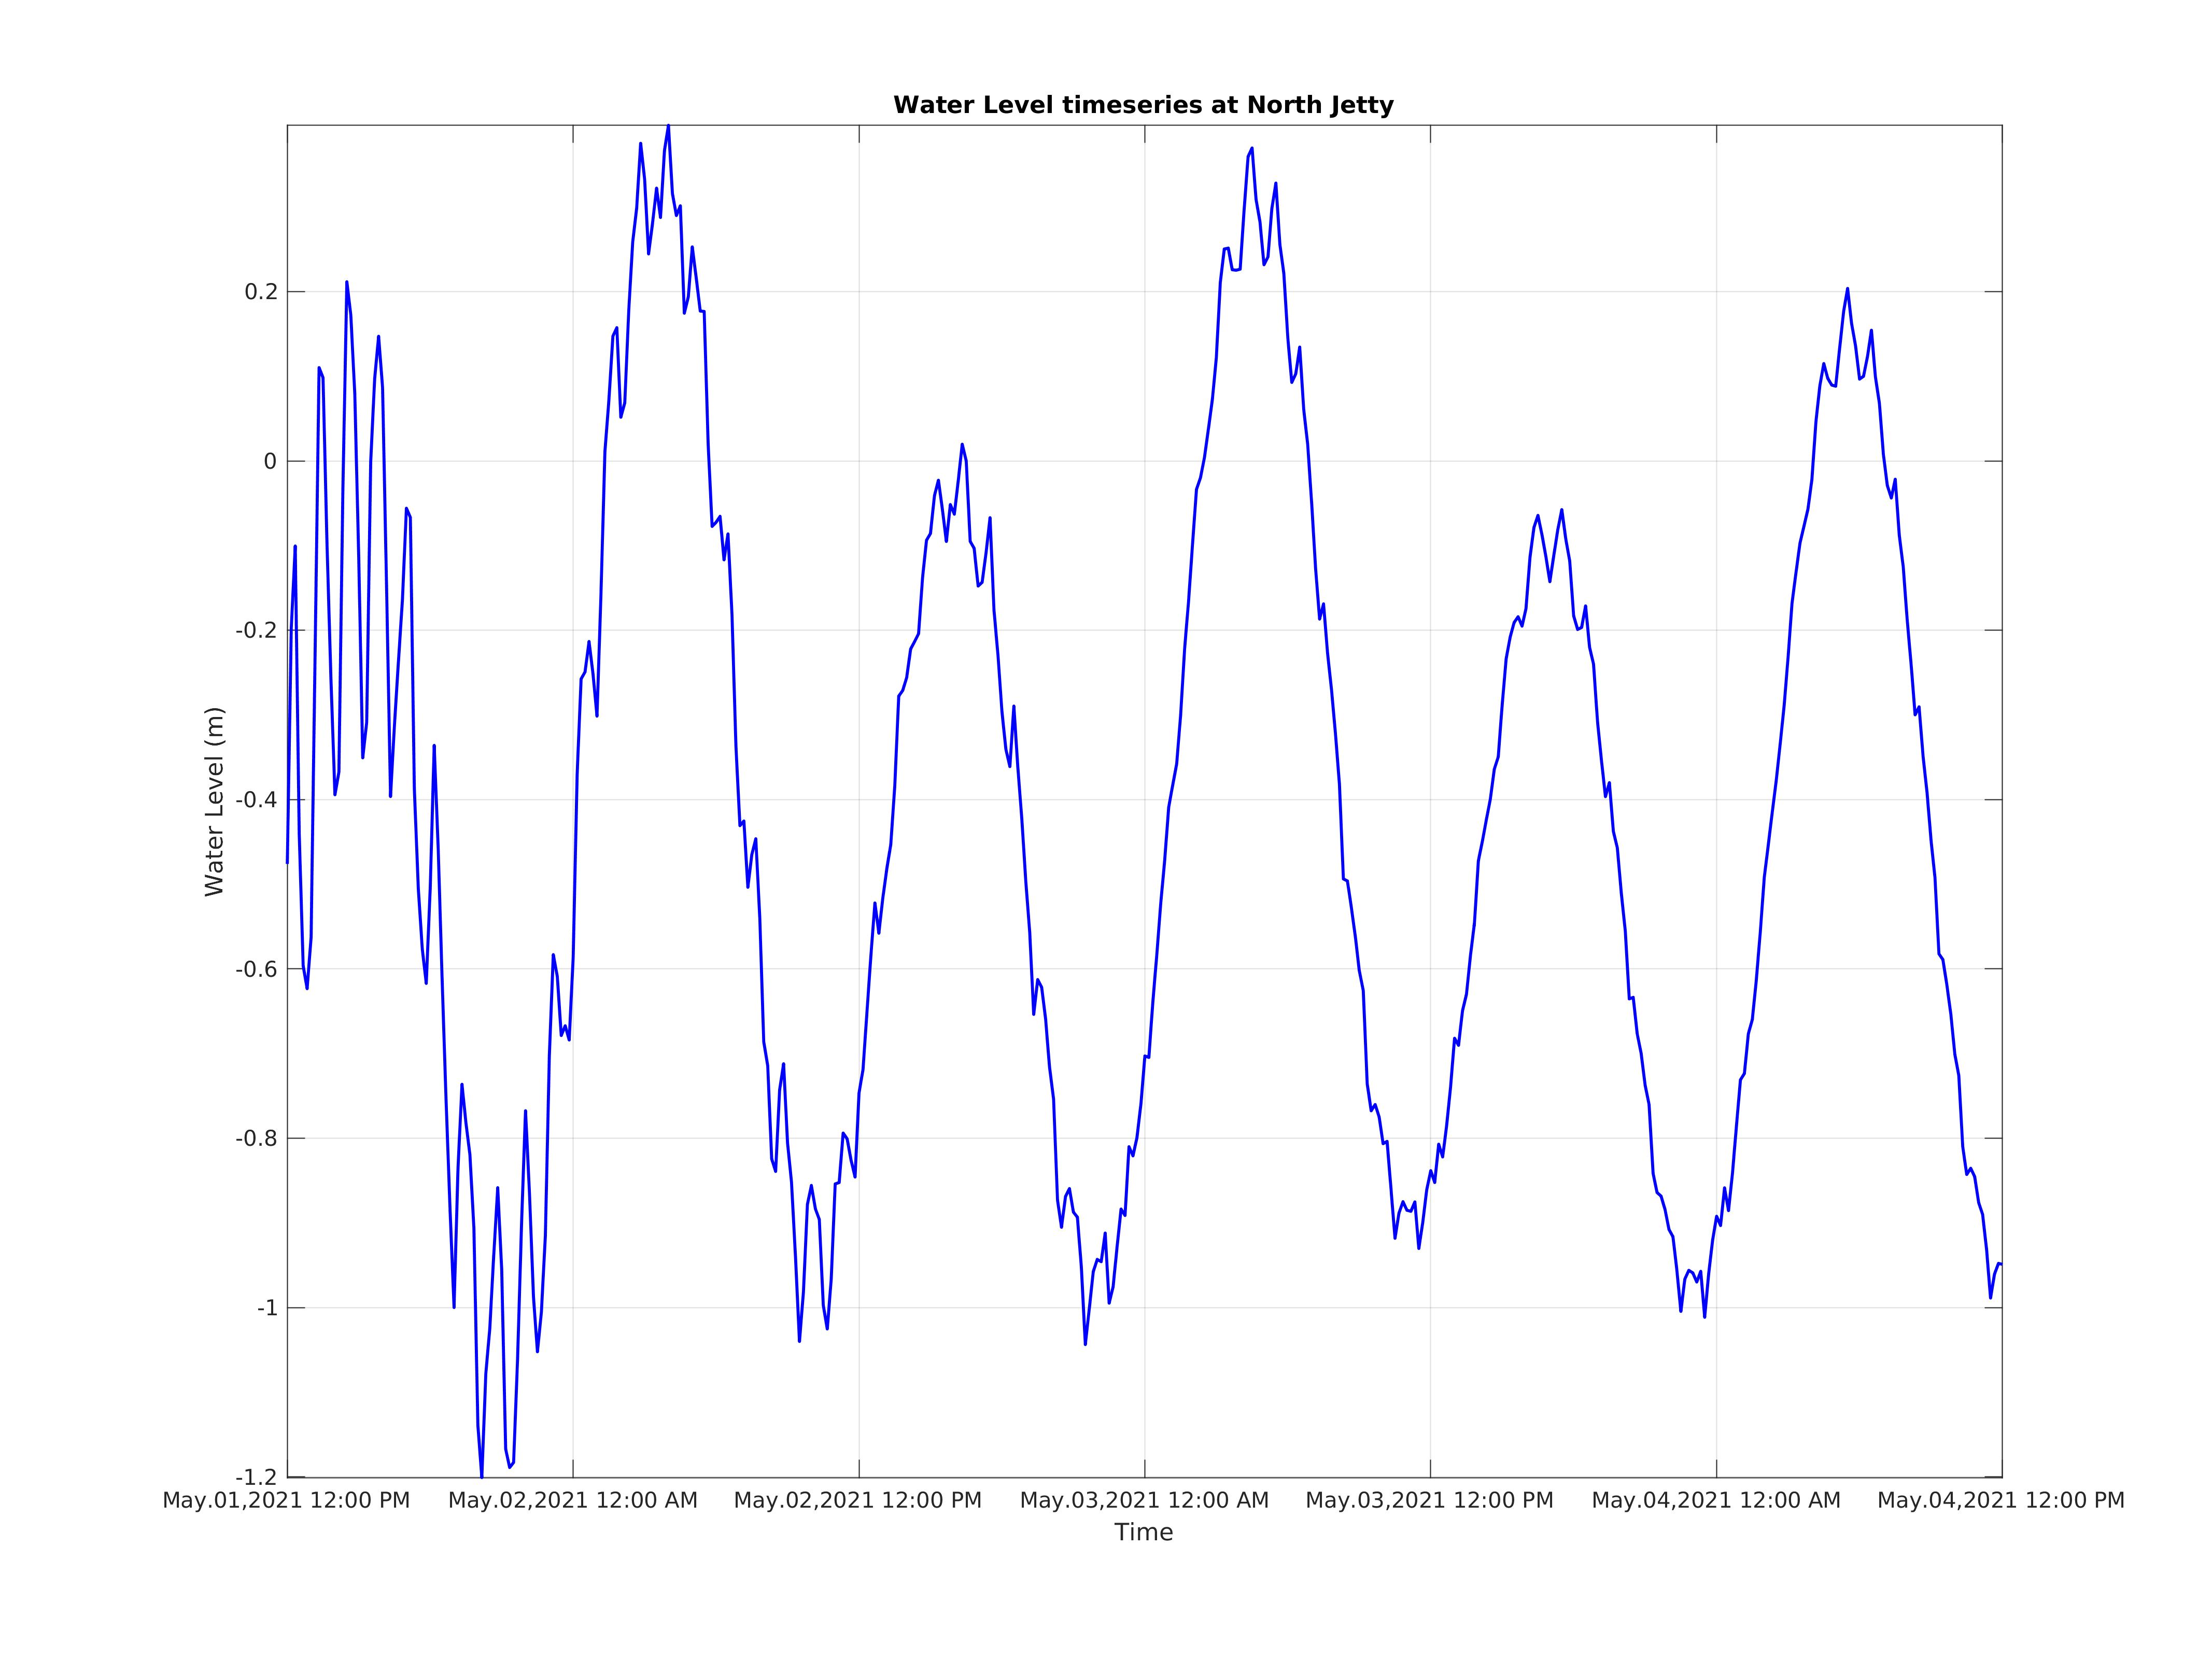 Water Level timeseries at North Jetty
0.2
0
-0.2
-0.4
-0.6
-0.8
-1
-1.2
Water Level (m)
May.01,2021 12:00 PM May.02,2021 12:00 AM May.02,2021 12:00 PM May.03,2021 12:00 AM May.03,2021 12:00 PM May.04,2021 12:00 AM May.04,2021 12:00 PM
Time